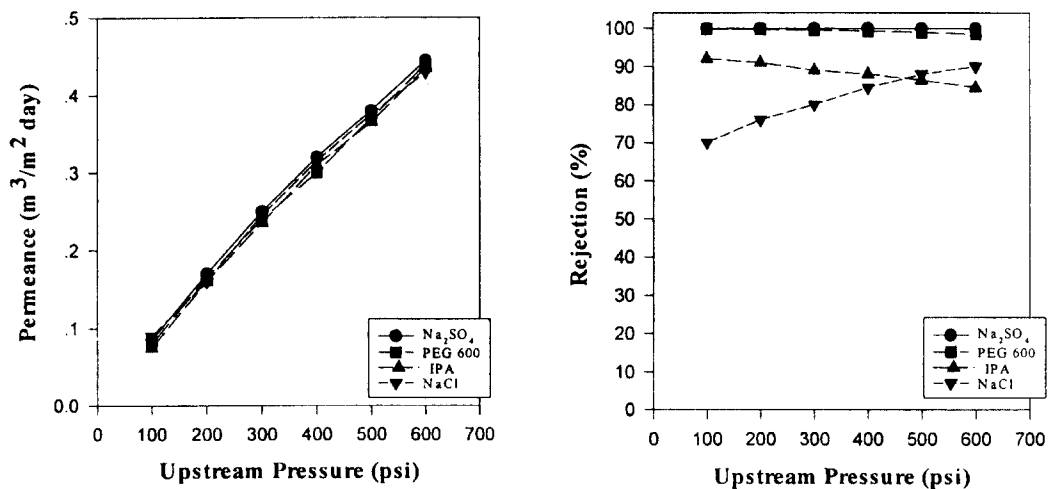 Permeance (m³/m² day)
.5
.4
.3
.2
.1
0.0
0 100 200 300 400 500 600 700
Upstream Pressure (psi)
Na₂SO₄
PEG 600
IPA
NaCl
Rejection (%)
100
90
80
70
60
50
40
30
20
10
0
0 100 200 300 400 500 600 700
Upstream Pressure (psi)
Na₂SO₄
PEG 600
IPA
NaCl